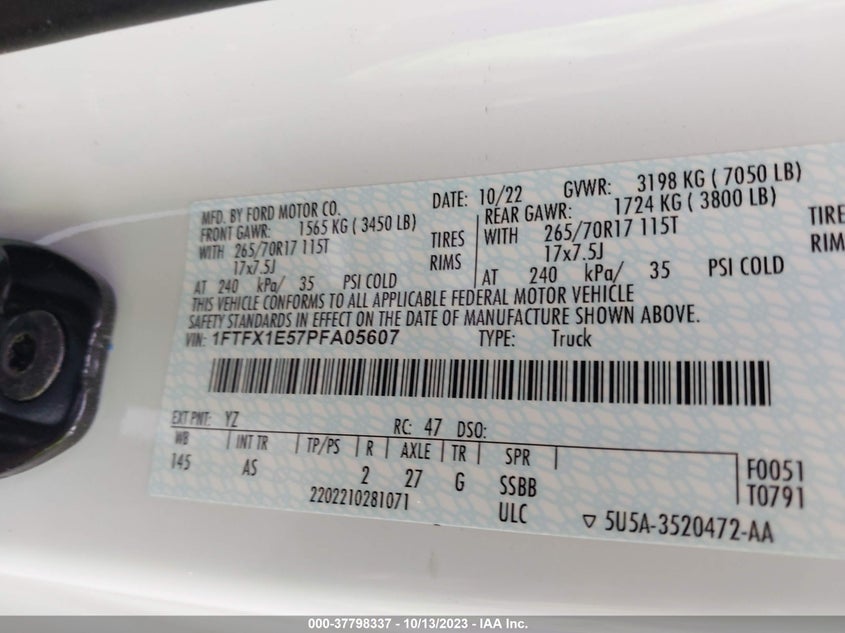 MFD. BY FORD MOTOR CO. DATE: 10/22 GVWR: 3198 KG ( 7050 LB)
FRONT GAWR: 1565 KG ( 3450 LB) REAR GAWR: 1724 KG ( 3800 LB)
WITH 265/70R17 115T TIRES WITH 265/70R17 115T TIRES
17x7.5J RIMS 17x7.5J RIMS
AT 240 kPa/ 35 PSI COLD AT 240 kPa/ 35 PSI COLD
THIS VEHICLE CONFORMS TO ALL APPLICABLE FEDERAL MOTOR VEHICLE
SAFETY STANDARDS IN EFFECT ON THE DATE OF MANUFACTURE SHOWN ABOVE.
VIN: 1FTFX1E57PFA05607 TYPE: Truck
EXT PNT: YZ RC: 47 DSO:
WB INT TR TP/PS R AXLE TR SPR F0051
145 AS 2 27 G SSBB T0791
2202210281071 ULC ▽ 5U5A-3520472-AA
000-37798337 - 10/13/2023 - IAA Inc.